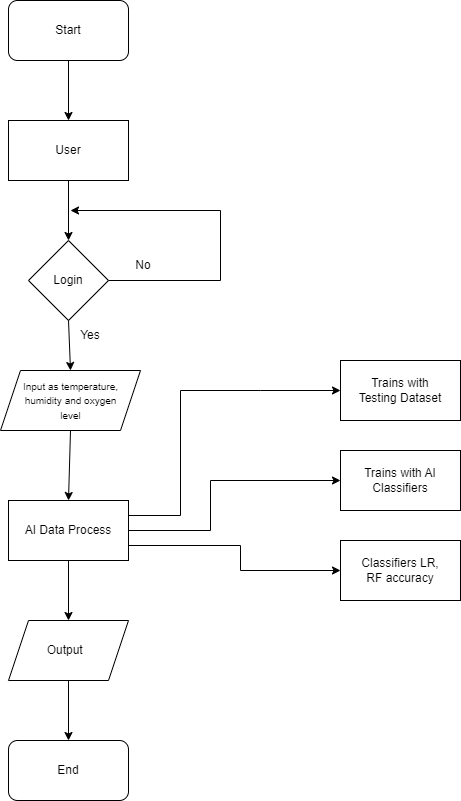 Start
User
Login
No
Yes
Input as temperature,
humidity and oxygen
level
Trains with
Testing Dataset
Trains with AI
Classifiers
AI Data Process
Classifiers LR,
RF accuracy
Output
End